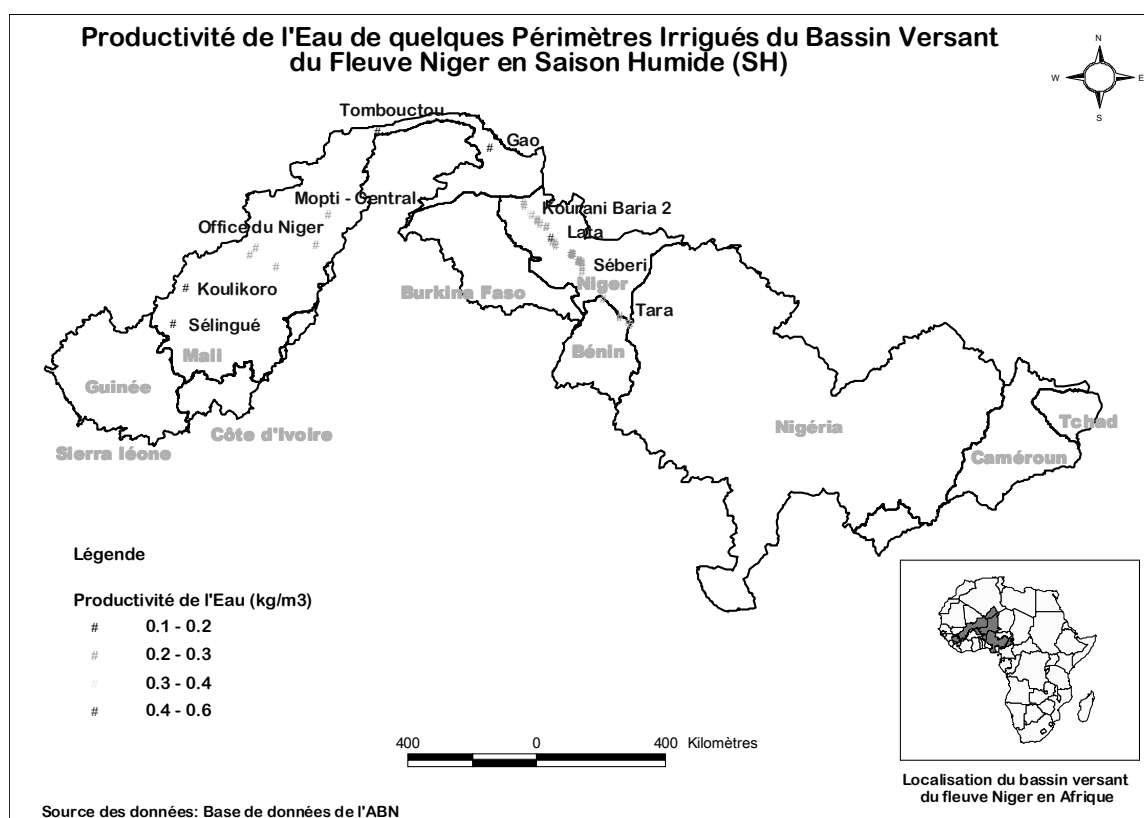 Productivité de l'Eau de quelques Périmètres Irrigués du Bassin Versant
du Fleuve Niger en Saison Humide (SH)
N
W
E
S
Tombouctou
Gao
Mopti - Central
Kourani Baria 2
Office du Niger
Lata
Séberi
Koulikoro
Niger
Burkina Faso
Tara
Sélingué
Mali
Bénin
Guinée
Côte d'Ivoire
Nigéria
Tchad
Sierra léone
Caméroun
Légende
Productivité de l'Eau (kg/m3)
# 0.1 - 0.2
# 0.2 - 0.3
# 0.3 - 0.4
# 0.4 - 0.6
400 0 400 Kilomètres
Localisation du bassin versant
du fleuve Niger en Afrique
Source des données: Base de données de l'ABN